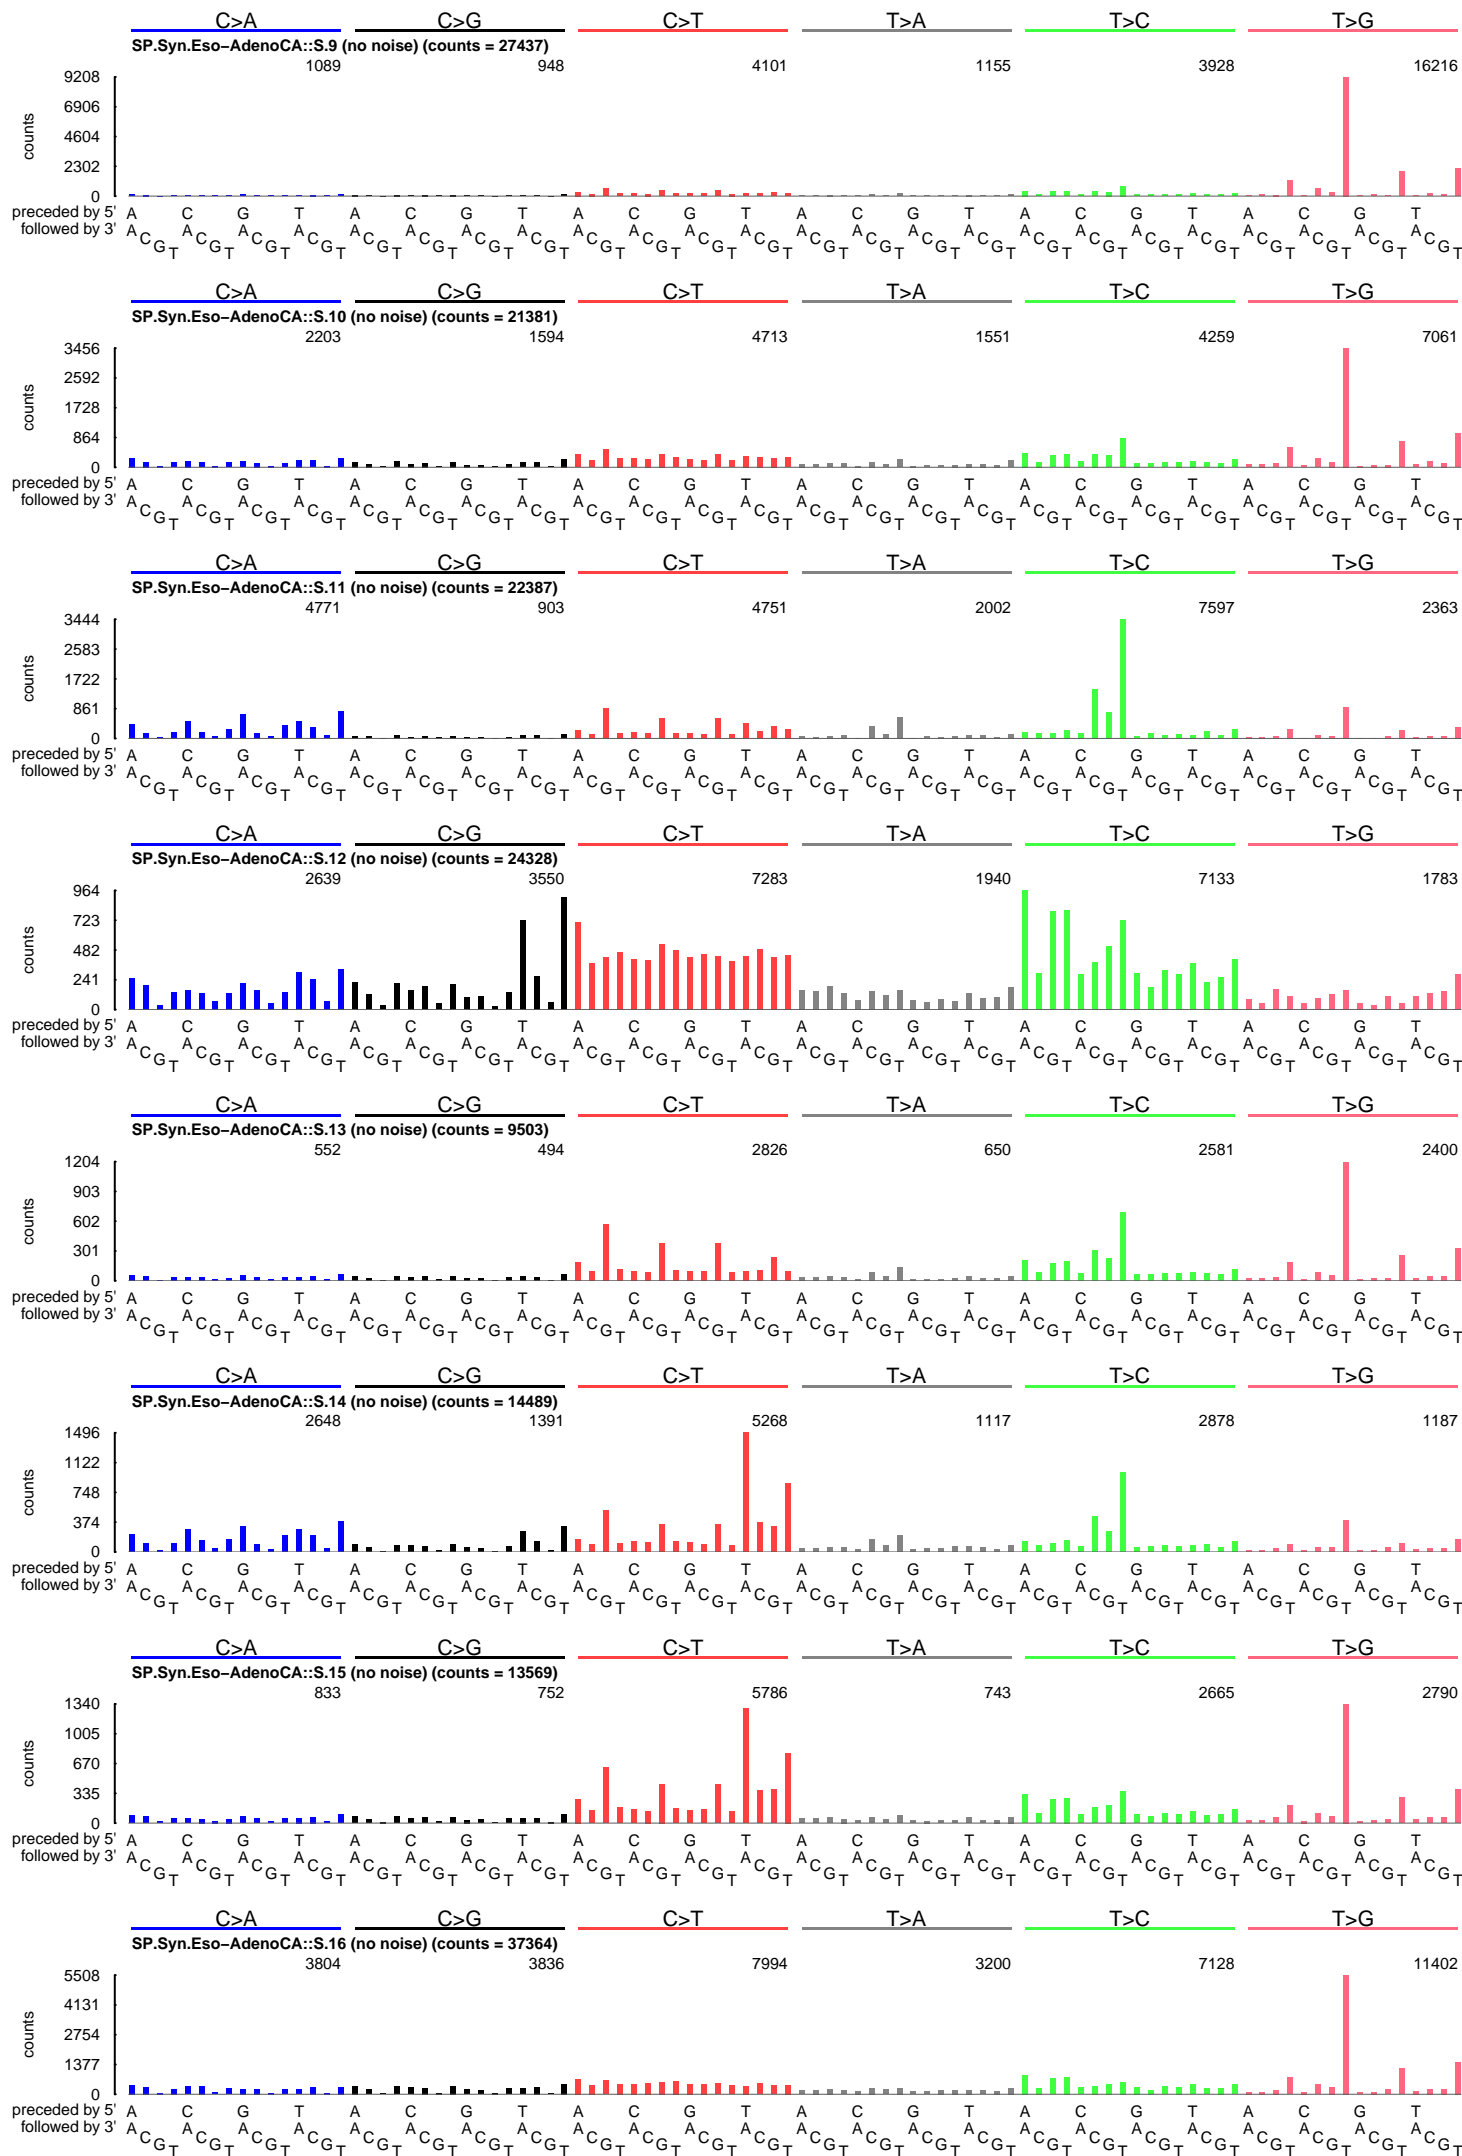 C>A C>G C>T T>A T>C T>G
SP.Syn.Eso−AdenoCA::S.9 (no noise) (counts = 27437)
1089 948 4101 1155 3928 16216
9208
6906
4604
2302
0
counts
preceded by 5' A C G T A C G T A C G T A C G T A C G T A C G T
followed by 3' A C G T A C G T A C G T A C G T A C G T A C G T A C G T A C G T A C G T A C G T A C G T A C G T A C G T A C G T A C G T A C G T A C G T A C G T A C G T A C G T A C G T A C G T A C G T A C G T
C>A C>G C>T T>A T>C T>G
SP.Syn.Eso−AdenoCA::S.10 (no noise) (counts = 21381)
2203 1594 4713 1551 4259 7061
3456
2592
1728
864
0
counts
preceded by 5' A C G T A C G T A C G T A C G T A C G T A C G T
followed by 3' A C G T A C G T A C G T A C G T A C G T A C G T A C G T A C G T A C G T A C G T A C G T A C G T A C G T A C G T A C G T A C G T A C G T A C G T A C G T A C G T A C G T A C G T A C G T A C G T
C>A C>G C>T T>A T>C T>G
SP.Syn.Eso−AdenoCA::S.11 (no noise) (counts = 22387)
4771 903 4751 2002 7597 2363
3444
2583
1722
861
0
counts
preceded by 5' A C G T A C G T A C G T A C G T A C G T A C G T
followed by 3' A C G T A C G T A C G T A C G T A C G T A C G T A C G T A C G T A C G T A C G T A C G T A C G T A C G T A C G T A C G T A C G T A C G T A C G T A C G T A C G T A C G T A C G T A C G T A C G T
C>A C>G C>T T>A T>C T>G
SP.Syn.Eso−AdenoCA::S.12 (no noise) (counts = 24328)
2639 3550 7283 1940 7133 1783
964
723
482
241
0
counts
preceded by 5' A C G T A C G T A C G T A C G T A C G T A C G T
followed by 3' A C G T A C G T A C G T A C G T A C G T A C G T A C G T A C G T A C G T A C G T A C G T A C G T A C G T A C G T A C G T A C G T A C G T A C G T A C G T A C G T A C G T A C G T A C G T A C G T
C>A C>G C>T T>A T>C T>G
SP.Syn.Eso−AdenoCA::S.13 (no noise) (counts = 9503)
552 494 2826 650 2581 2400
1204
903
602
301
0
counts
preceded by 5' A C G T A C G T A C G T A C G T A C G T A C G T
followed by 3' A C G T A C G T A C G T A C G T A C G T A C G T A C G T A C G T A C G T A C G T A C G T A C G T A C G T A C G T A C G T A C G T A C G T A C G T A C G T A C G T A C G T A C G T A C G T A C G T
C>A C>G C>T T>A T>C T>G
SP.Syn.Eso−AdenoCA::S.14 (no noise) (counts = 14489)
2648 1391 5268 1117 2878 1187
1496
1122
748
374
0
counts
preceded by 5' A C G T A C G T A C G T A C G T A C G T A C G T
followed by 3' A C G T A C G T A C G T A C G T A C G T A C G T A C G T A C G T A C G T A C G T A C G T A C G T A C G T A C G T A C G T A C G T A C G T A C G T A C G T A C G T A C G T A C G T A C G T A C G T
C>A C>G C>T T>A T>C T>G
SP.Syn.Eso−AdenoCA::S.15 (no noise) (counts = 13569)
833 752 5786 743 2665 2790
1340
1005
670
335
0
counts
preceded by 5' A C G T A C G T A C G T A C G T A C G T A C G T
followed by 3' A C G T A C G T A C G T A C G T A C G T A C G T A C G T A C G T A C G T A C G T A C G T A C G T A C G T A C G T A C G T A C G T A C G T A C G T A C G T A C G T A C G T A C G T A C G T A C G T
C>A C>G C>T T>A T>C T>G
SP.Syn.Eso−AdenoCA::S.16 (no noise) (counts = 37364)
3804 3836 7994 3200 7128 11402
5508
4131
2754
1377
0
counts
preceded by 5' A C G T A C G T A C G T A C G T A C G T A C G T
followed by 3' A C G T A C G T A C G T A C G T A C G T A C G T A C G T A C G T A C G T A C G T A C G T A C G T A C G T A C G T A C G T A C G T A C G T A C G T A C G T A C G T A C G T A C G T A C G T A C G T